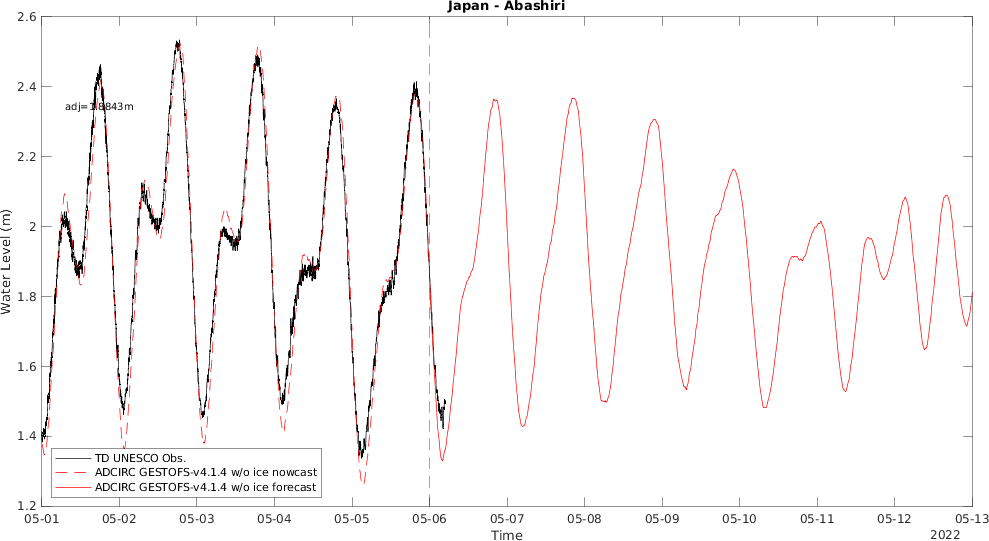 Japan - Abashiri
2.6
2.4
2.2
2
1.8
1.6
1.4
1.2
Water Level (m)
adj=1.8843m
TD UNESCO Obs.
ADCIRC GESTOFS-v4.1.4 w/o ice nowcast
ADCIRC GESTOFS-v4.1.4 w/o ice forecast
05-01 05-02 05-03 05-04 05-05 05-06 05-07 05-08 05-09 05-10 05-11 05-12 05-13
Time
2022